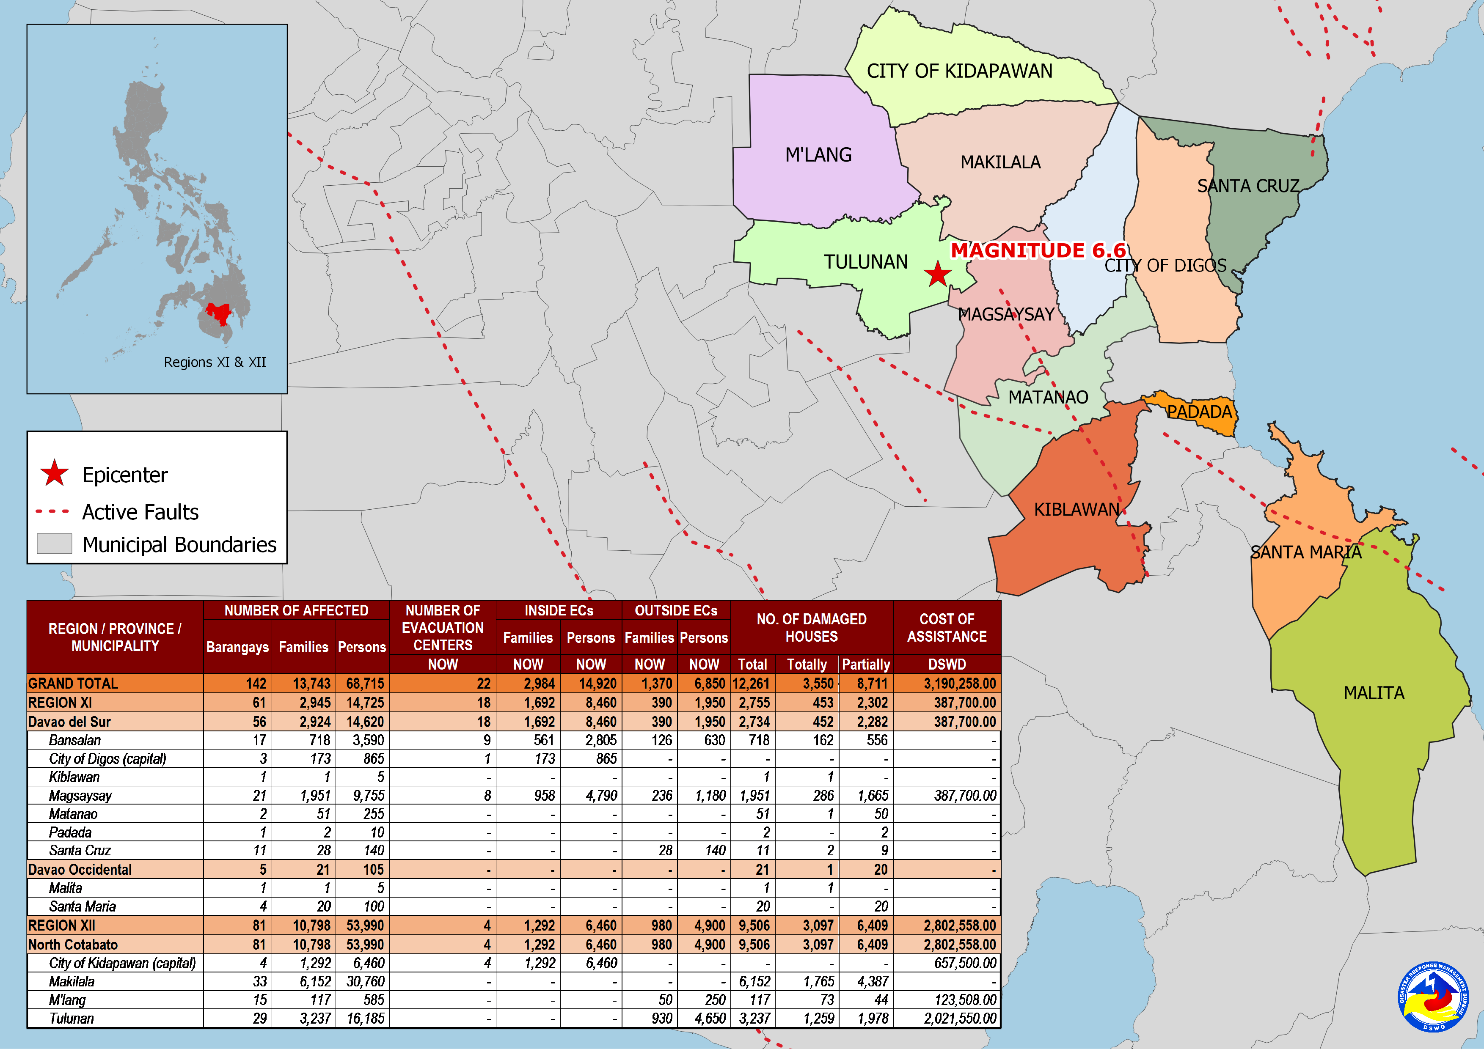 CITY OF KIDAPAWAN
M'LANG
MAKILALA
SANTA CRUZ
MAGNITUDE 6.6
TULUNAN
CITY OF DIGOS
MAGSAYSAY
Regions XI & XII
MATANAO
PADADA
Epicenter
Active Faults
Municipal Boundaries
KIBLAWAN
SANTA MARIA
MALITA
REGION / PROVINCE / MUNICIPALITY NUMBER OF AFFECTED NUMBER OF EVACUATION CENTERS INSIDE ECs OUTSIDE ECs NO. OF DAMAGED HOUSES COST OF ASSISTANCE
Barangays Families Persons Families Persons Families Persons
NOW NOW NOW NOW NOW Total Totally Partially DSWD
GRAND TOTAL 142 13,743 68,715 22 2,984 14,920 1,370 6,850 12,261 3,550 8,711 3,190,258.00
REGION XI 61 2,945 14,725 18 1,692 8,460 390 1,950 2,755 453 2,302 387,700.00
Davao del Sur 56 2,924 14,620 18 1,692 8,460 390 1,950 2,734 452 2,282 387,700.00
Bansalan 17 718 3,590 9 561 2,805 126 630 718 162 556 -
City of Digos (capital) 3 173 865 1 173 865 - - - - - -
Kiblawan 1 1 5 - - - - - 1 1 - -
Magsaysay 21 1,951 9,755 8 958 4,790 236 1,180 1,951 286 1,665 387,700.00
Matanao 2 51 255 - - - - - 51 1 50 -
Padada 1 2 10 - - - - - 2 - 2 -
Santa Cruz 11 28 140 - - - 28 140 11 2 9 -
Davao Occidental 5 21 105 - - - - - 21 1 20 -
Malita 1 1 5 - - - - - 1 1 - -
Santa Maria 4 20 100 - - - - - 20 - 20 -
REGION XII 81 10,798 53,990 4 1,292 6,460 980 4,900 9,506 3,097 6,409 2,802,558.00
North Cotabato 81 10,798 53,990 4 1,292 6,460 980 4,900 9,506 3,097 6,409 2,802,558.00
City of Kidapawan (capital) 4 1,292 6,460 4 1,292 6,460 - - - - - 657,500.00
Makilala 33 6,152 30,760 - - - - - 6,152 1,765 4,387 -
M'lang 15 117 585 - - - 50 250 117 73 44 123,508.00
Tulunan 29 3,237 16,185 - - - 930 4,650 3,237 1,259 1,978 2,021,550.00
DISASTER RESPONSE MANAGEMENT BUREAU
DSWD